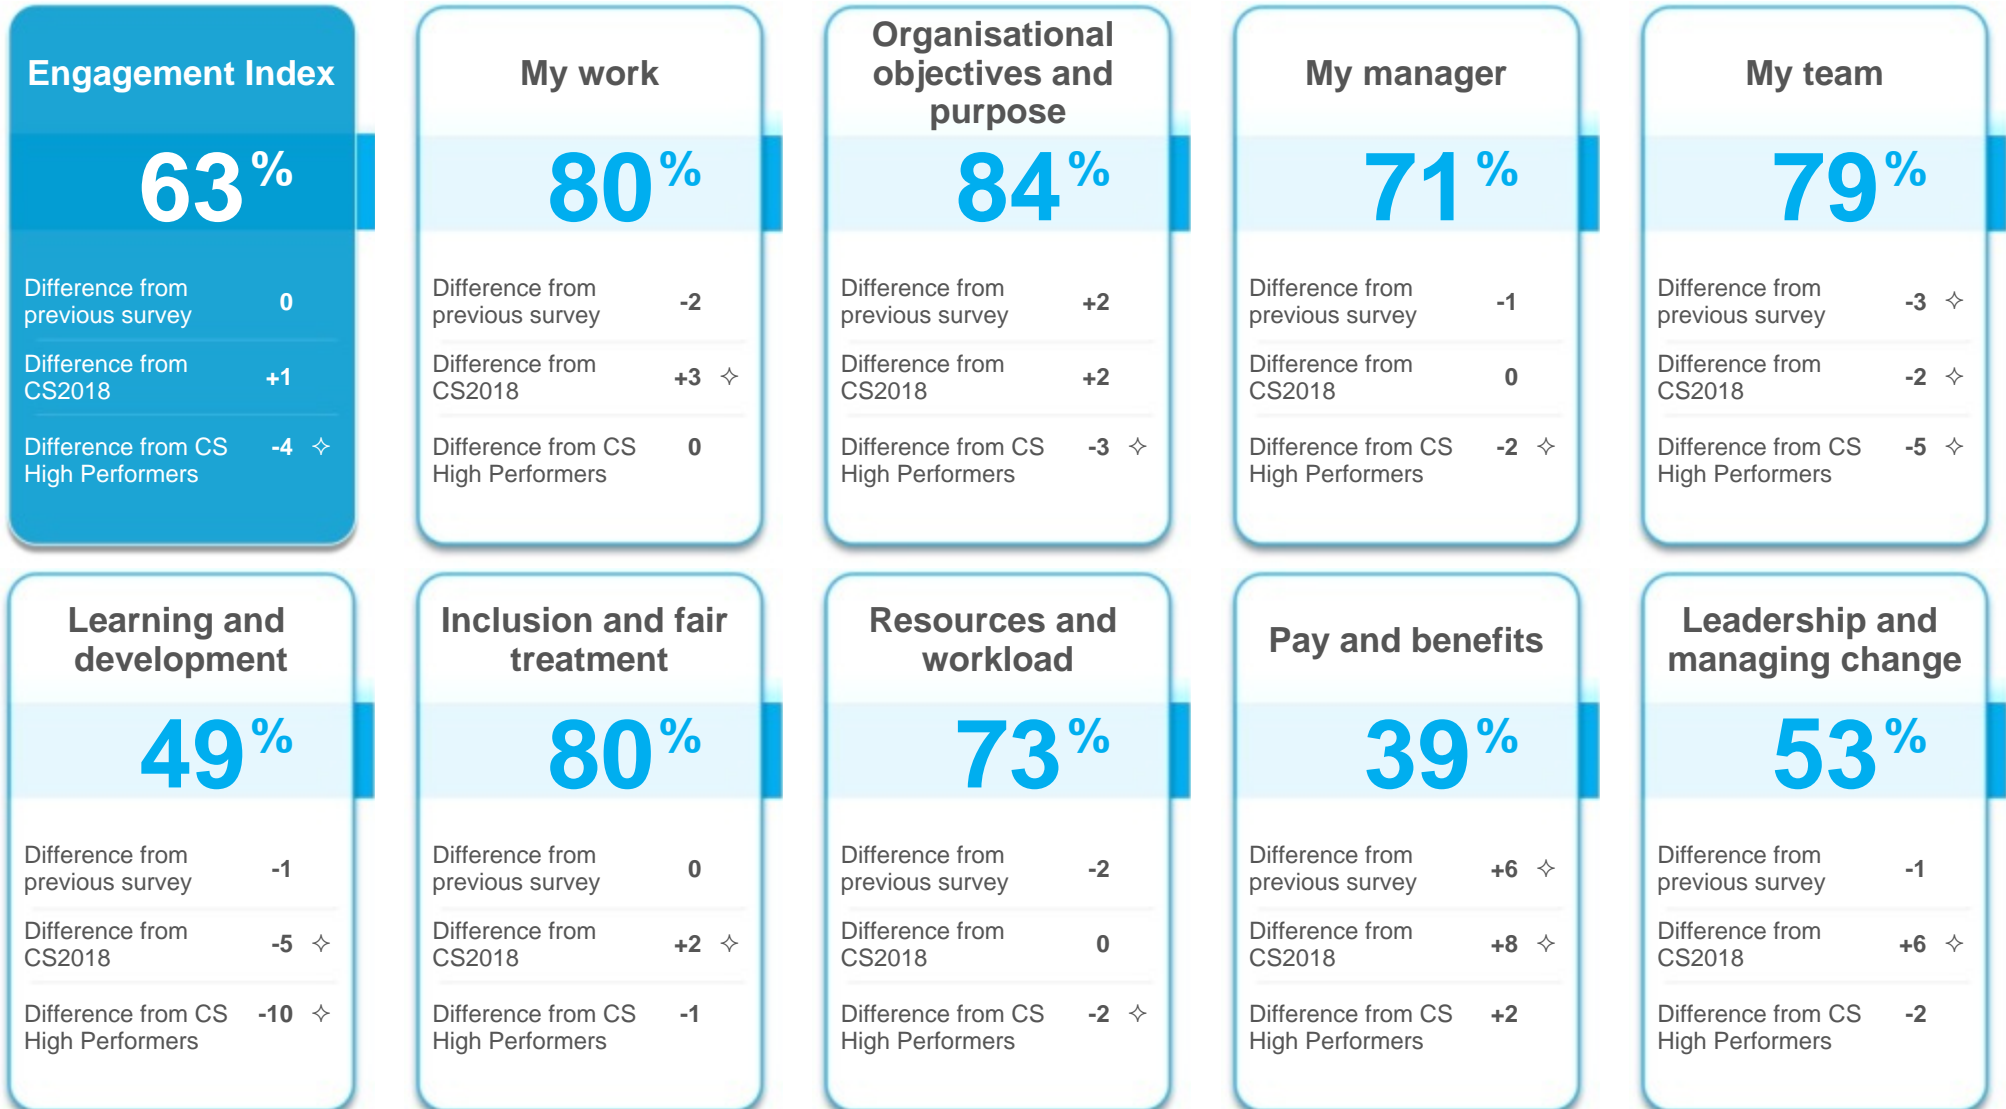 Engagement Index
63%
Difference from
previous survey 0
Difference from
CS2018 +1
Difference from CS
High Performers -4 ✧
My work
80%
Difference from
previous survey -2
Difference from
CS2018 +3 ✧
Difference from CS
High Performers 0
Organisational
objectives and
purpose
84%
Difference from
previous survey +2
Difference from
CS2018 +2
Difference from CS
High Performers -3 ✧
My manager
71%
Difference from
previous survey -1
Difference from
CS2018 0
Difference from CS
High Performers -2 ✧
My team
79%
Difference from
previous survey -3 ✧
Difference from
CS2018 -2 ✧
Difference from CS
High Performers -5 ✧
Learning and
development
49%
Difference from
previous survey -1
Difference from
CS2018 -5 ✧
Difference from CS
High Performers -10 ✧
Inclusion and fair
treatment
80%
Difference from
previous survey 0
Difference from
CS2018 +2 ✧
Difference from CS
High Performers -1
Resources and
workload
73%
Difference from
previous survey -2
Difference from
CS2018 0
Difference from CS
High Performers -2 ✧
Pay and benefits
39%
Difference from
previous survey +6 ✧
Difference from
CS2018 +8 ✧
Difference from CS
High Performers +2
Leadership and
managing change
53%
Difference from
previous survey -1
Difference from
CS2018 +6 ✧
Difference from CS
High Performers -2